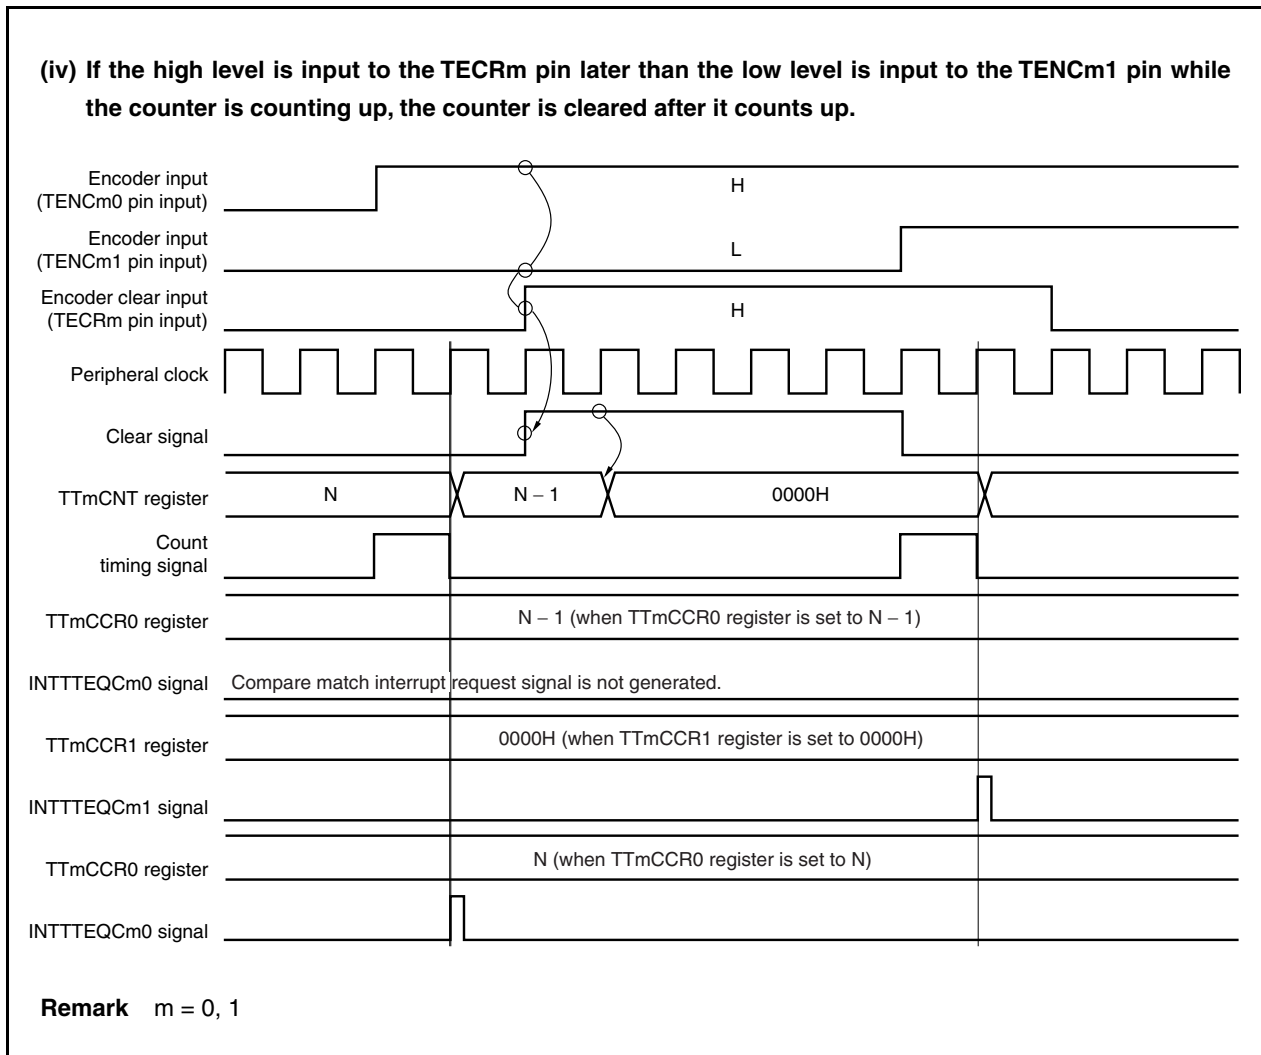 (iv) If the high level is input to the TECRm pin later than the low level is input to the TENCm1 pin while
the counter is counting up, the counter is cleared after it counts up.
Encoder input
(TENCm0 pin input)
H
Encoder input
(TENCm1 pin input)
L
Encoder clear input
(TECRm pin input)
H
Peripheral clock
Clear signal
TTmCNT register
N
N – 1
0000H
Count
timing signal
TTmCCR0 register
N – 1 (when TTmCCR0 register is set to N – 1)
INTTTEQCm0 signal
Compare match interrupt request signal is not generated.
TTmCCR1 register
0000H (when TTmCCR1 register is set to 0000H)
INTTTEQCm1 signal
TTmCCR0 register
N (when TTmCCR0 register is set to N)
INTTTEQCm0 signal
Remark m = 0, 1